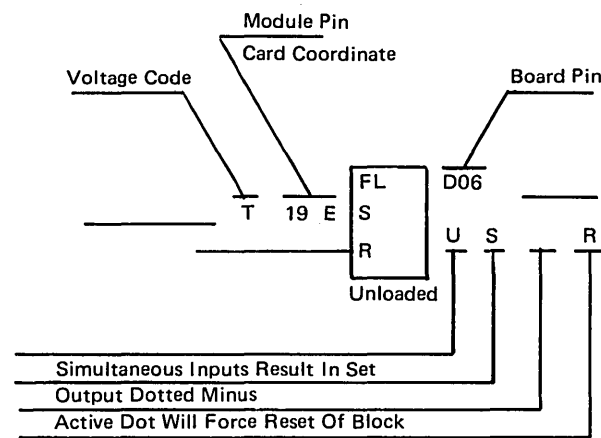 Module Pin
Card Coordinate
Voltage Code
Board Pin
FL
D06
T 19 E S
U S R
R
Unloaded
Simultaneous Inputs Result In Set
Output Dotted Minus
Active Dot Will Force Reset Of Block